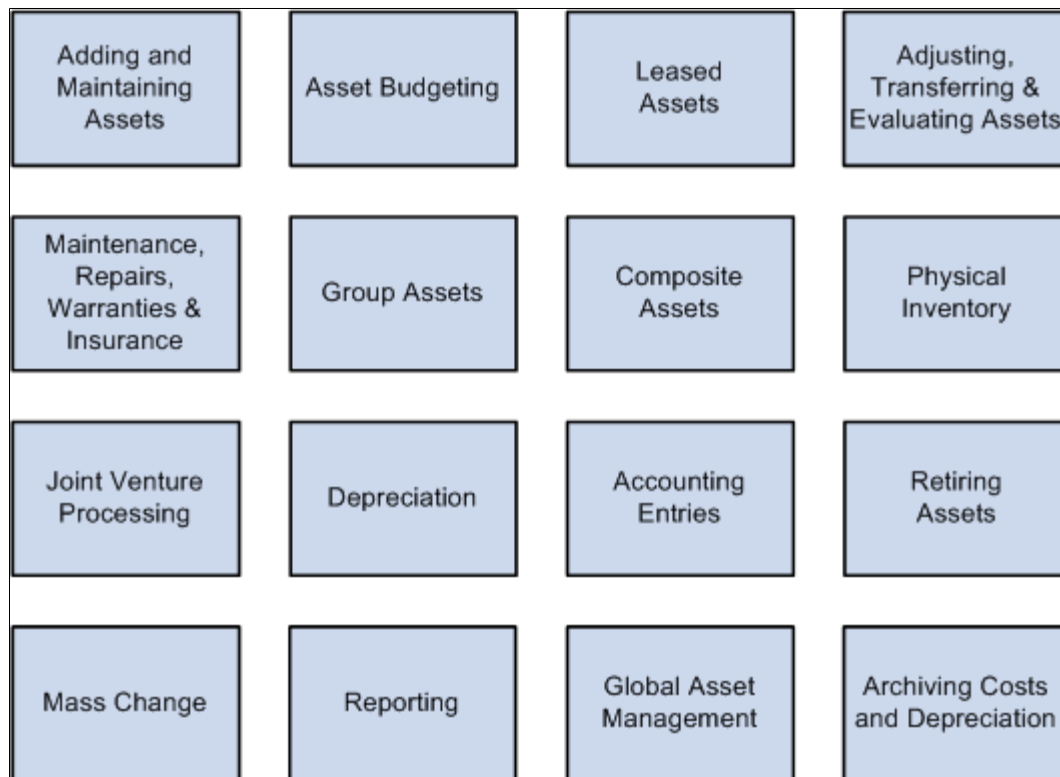 Adding and
Maintaining
Assets
Asset Budgeting
Leased
Assets
Adjusting,
Transferring &
Evaluating Assets
Maintenance,
Repairs,
Warranties &
Insurance
Group Assets
Composite
Assets
Physical
Inventory
Joint Venture
Processing
Depreciation
Accounting
Entries
Retiring
Assets
Mass Change
Reporting
Global Asset
Management
Archiving Costs
and Depreciation